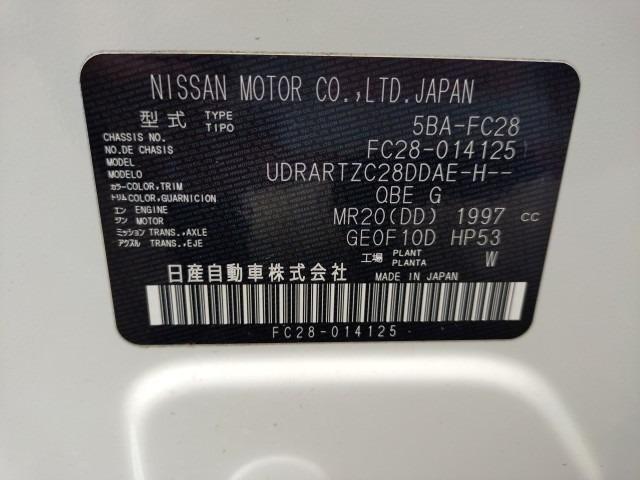 NISSAN MOTOR CO.,LTD.JAPAN
型式 TYPE TIPO 5BA-FC28
CHASSIS NO. NO.DE CHASIS FC28-014125
MODEL MODELO UDRARTZC28DDAE-H--
カラー COLOR,TRIM トリム COLOR,GUARNICION QBE G
エン ENGINE ジン MOTOR MR20(DD) 1997 cc
ミッション TRANS.,AXLE アクスル TRANS.,EJE GE0F10D HP53
工場 PLANT PLANTA W
日産自動車株式会社 MADE IN JAPAN
FC28-014125